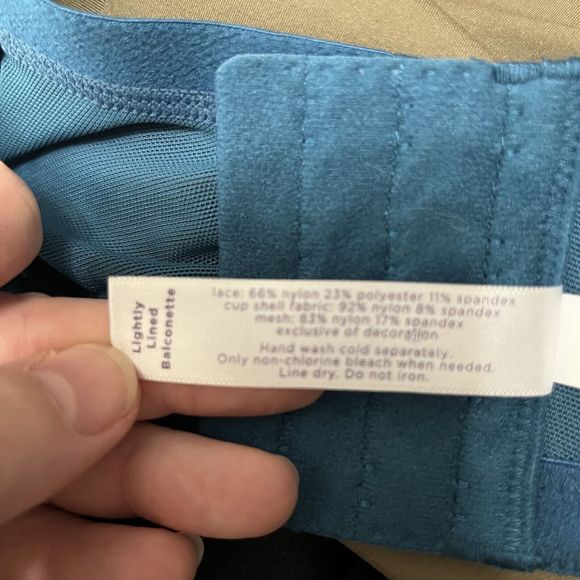 Lightly
Lined
Balconette
lace: 66% nylon 23% polyester 11% spandex
cup shell fabric: 92% nylon 8% spandex
mesh: 83% nylon 17% spandex
exclusive of decoration
Hand wash cold separately.
Only non-chlorine bleach when needed.
Line dry. Do not iron.